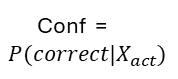 Conf =
P(correct|X_act)